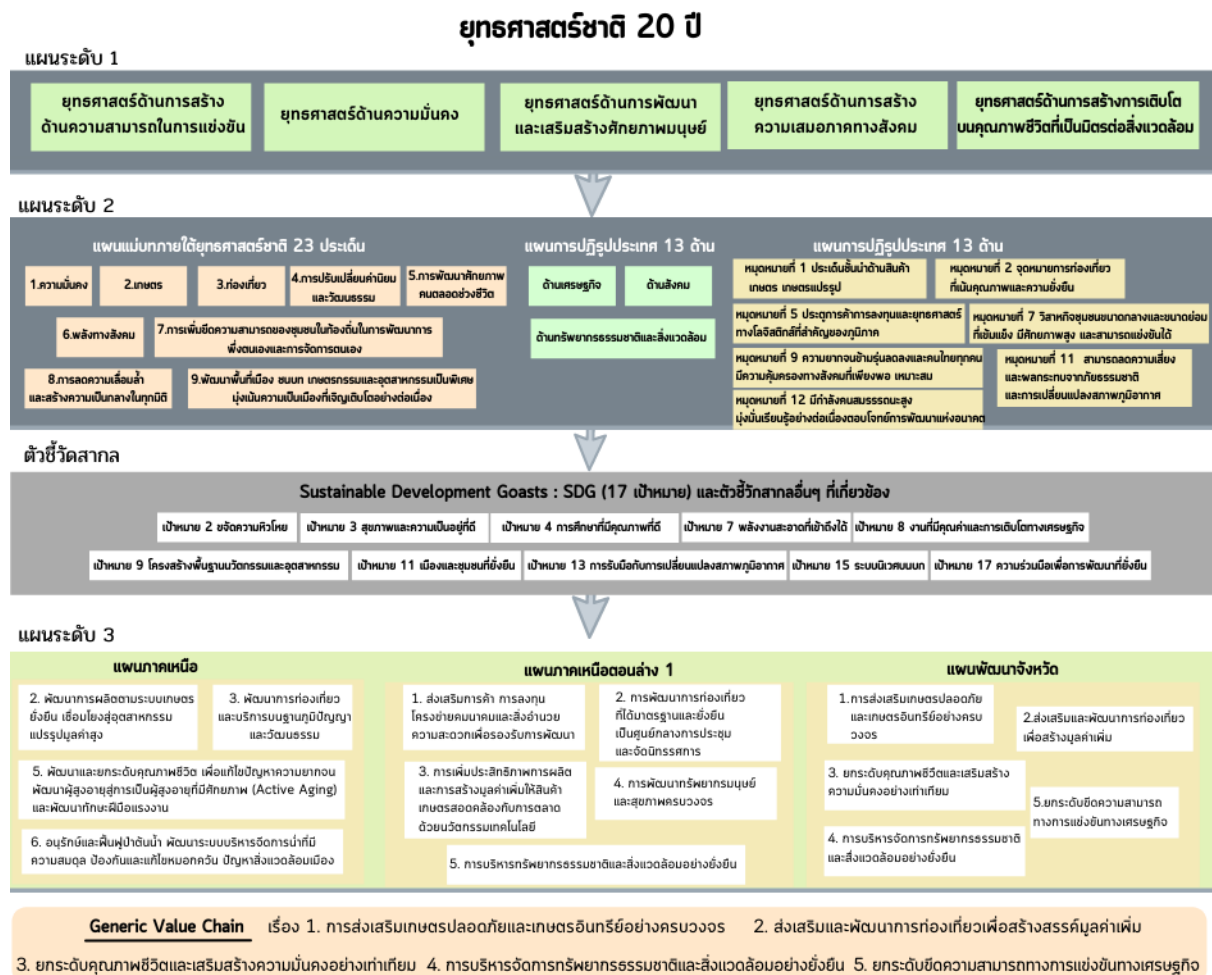 ยุทธศาสตร์ชาติ 20 ปี
แผนระดับ 1
ยุทธศาสตร์ด้านการสร้าง
ด้านความสามารถในการแข่งขัน
ยุทธศาสตร์ด้านความมั่นคง
ยุทธศาสตร์ด้านการพัฒนา
และเสริมสร้างศักยภาพมนุษย์
ยุทธศาสตร์ด้านการสร้าง
ความเสมอภาคทางสังคม
ยุทธศาสตร์ด้านการสร้างการเติบโต
บนคุณภาพชีวิตที่เป็นมิตรต่อสิ่งแวดล้อม
แผนระดับ 2
แผนแม่บทภายใต้ยุทธศาสตร์ชาติ 23 ประเด็น
1.ความมั่นคง
2.เกษตร
3.ท่องเที่ยว
4.การปรับเปลี่ยนค่านิยม
และวัฒนธรรม
5.การพัฒนาศักยภาพ
คนตลอดช่วงชีวิต
6.พลังทางสังคม
7.การเพิ่มขีดความสามารถของชุมชนในท้องถิ่นในการพัฒนาการ
พึ่งตนเองและการจัดการตนเอง
8.การลดความเลื่อมล้ำ
และสร้างความเป็นกลางในทุกมิติ
9.พัฒนาพื้นที่เมือง ชนบท เกษตรกรรมและอุตสาหกรรมเป็นพิเศษ
มุ่งเน้นความเป็นเมืองที่เจิญเติบโตอย่างต่อเนื่อง
แผนการปฏิรูปประเทศ 13 ด้าน
ด้านเศรษฐกิจ
ด้านสังคม
ด้านทรัพยากรธรรมชาติและสิ่งแวดล้อม
แผนการปฏิรูปประเทศ 13 ด้าน
หมุดหมายที่ 1 ประเด็นชั้นนำด้านสินค้า
เกษตร เกษตรแปรรูป
หมุดหมายที่ 2 จุดหมายการท่องเที่ยว
ที่เน้นคุณภาพและความยั่งยืน
หมุดหมายที่ 5 ประตูการค้าการลงทุนและยุทธศาสตร์
ทางโลจิสติกส์ที่สำคัญของภูมิภาค
หมุดหมายที่ 7 วิสาหกิจชุมชนขนาดกลางและขนาดย่อม
ที่เข้มแข็ง มีศักยภาพสูง และสามารถแข่งขันได้
หมุดหมายที่ 9 ความยากจนข้ามรุ่นลดลงและคนไทยทุกคน
มีความคุ้มครองทางสังคมที่เพียงพอ เหมาะสม
หมุดหมายที่ 11 สามารถลดความเสี่ยง
และผลกระทบจากภัยธรรมชาติ
และการเปลี่ยนแปลงสภาพภูมิอากาศ
หมุดหมายที่ 12 มีกำลังคนสมรรถนะสูง
มุ่งมั่นเรียนรู้อย่างต่อเนื่องตอบโจทย์การพัฒนาแห่งอนาคต
ตัวชี้วัดสากล
Sustainable Development Goasts : SDG (17 เป้าหมาย) และตัวชี้วักสากลอื่นๆ ที่เกี่ยวข้อง
เป้าหมาย 2 ขจัดความหิวโหย
เป้าหมาย 3 สุขภาพและความเป็นอยู่ที่ดี
เป้าหมาย 4 การศึกษาที่มีคุณภาพที่ดี
เป้าหมาย 7 พลังงานสะอาดที่เข้าถึงได้
เป้าหมาย 8 งานที่มีคุณค่าและการเติบโตทางเศรษฐกิจ
เป้าหมาย 9 โครงสร้างพื้นฐานนวัตกรรมและอุตสาหกรรม
เป้าหมาย 11 เมืองและชุมชนที่ยั่งยืน
เป้าหมาย 13 การรับมือกับการเปลี่ยนแปลงสภาพภูมิอากาศ
เป้าหมาย 15 ระบบนิเวศบนบก
เป้าหมาย 17 ความร่วมมือเพื่อการพัฒนาที่ยั่งยืน
แผนระดับ 3
แผนภาคเหนือ
2. พัฒนาการผลิตตามระบบเกษตร
ยั่งยืน เชื่อมโยงสู่อุตสาหกรรม
แปรรูปมูลค่าสูง
3. พัฒนาการท่องเที่ยว
และบริการบนฐานภูมิปัญญา
และวัฒนธรรม
5. พัฒนาและยกระดับคุณภาพชีวิต เพื่อแก้ไขปัญหาความยากจน
พัฒนาผู้สูงอายุสู่การเป็นผู้สูงอายุที่มีศักยภาพ (Active Aging)
และพัฒนาทักษะฝีมือแรงงาน
6. อนุรักษ์และฟื้นฟูป่าต้นน้ำ พัฒนาระบบบริหารจัดการน้ำที่มี
ความสมดุล ป้องกันและแก้ไขหมอกควัน ปัญหาสิ่งแวดล้อมเมือง
แผนภาคเหนือตอนล่าง 1
1. ส่งเสริมการค้า การลงทุน
โครงข่ายคมนาคมและสิ่งอำนวย
ความสะดวกเพื่อรองรับการพัฒนา
2. การพัฒนาการท่องเที่ยว
ที่ได้มาตรฐานและยั่งยืน
เป็นศูนย์กลางการประชุม
และจัดนิทรรศการ
3. การเพิ่มประสิทธิภาพการผลิต
และการสร้างมูลค่าเพิ่มให้สินค้า
เกษตรสอดคล้องกับการตลาด
ด้วยนวัตกรรมเทคโนโลยี
4. การพัฒนาทรัพยากรมนุษย์
และสุขภาพครบวงจร
5. การบริหารทรัพยากรธรรมชาติและสิ่งแวดล้อมอย่างยั่งยืน
แผนพัฒนาจังหวัด
1.การส่งเสริมเกษตรปลอดภัย
และเกษตรอินทรีย์อย่างครบ
วงจร
2.ส่งเสริมและพัฒนาการท่องเที่ยว
เพื่อสร้างมูลค่าเพิ่ม
3. ยกระดับคุณภาพชีวีตและเสริมสร้าง
ความมั่นคงอย่างเท่าเทียม
5.ยกระดับขีดความสามารถ
ทางการแข่งขันทางเศรษฐกิจ
4. การบริหารจัดการทรัพยากรธรรมชาติ
และสิ่งแวดล้อมอย่างยั่งยืน
Generic Value Chain เรื่อง 1. การส่งเสริมเกษตรปลอดภัยและเกษตรอินทรีย์อย่างครบวงจร 2. ส่งเสริมและพัฒนาการท่องเที่ยวเพื่อสร้างสรรค์มูลค่าเพิ่ม
3. ยกระดับคุณภาพชีวิตและเสริมสร้างความมั่นคงอย่างเท่าเทียม 4. การบริหารจัดการทรัพยากรธรรมชาติและสิ่งแวดล้อมอย่างยั่งยืน 5. ยกระดับขีดความสามารถทางการแข่งขันทางเศรษฐกิจ